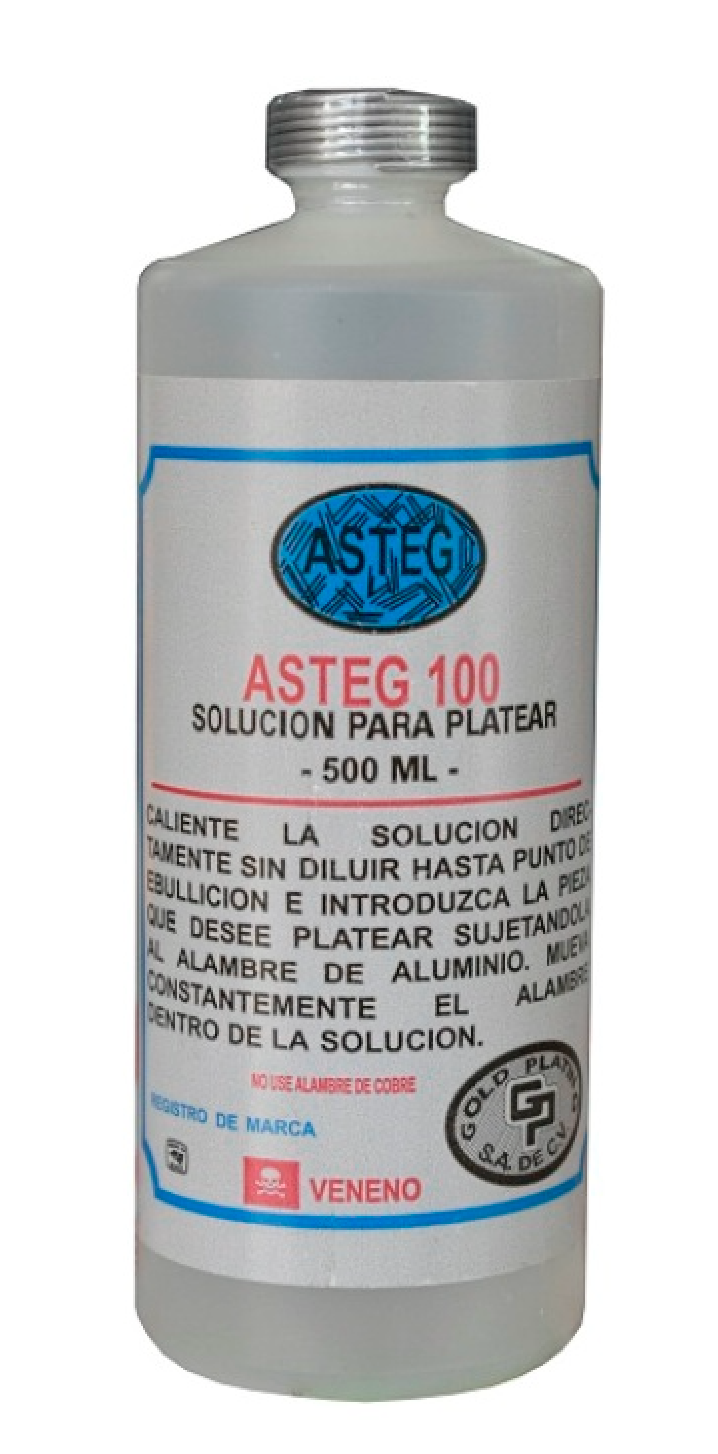 ASTEG
ASTEG 100
SOLUCION PARA PLATEAR
- 500 ML -
CALIENTE LA SOLUCION DIREC-
TAMENTE SIN DILUIR HASTA PUNTO DE
EBULLICION E INTRODUZCA LA PIEZA
QUE DESEE PLATEAR SUJETANDOLA
AL ALAMBRE DE ALUMINIO. MUEVA
CONSTANTEMENTE EL ALAMBRE
DENTRO DE LA SOLUCION.
NO USE ALAMBRE DE COBRE
REGISTRO DE MARCA
GOLD PLATING
GP
S.A. DE C.V.
VENENO